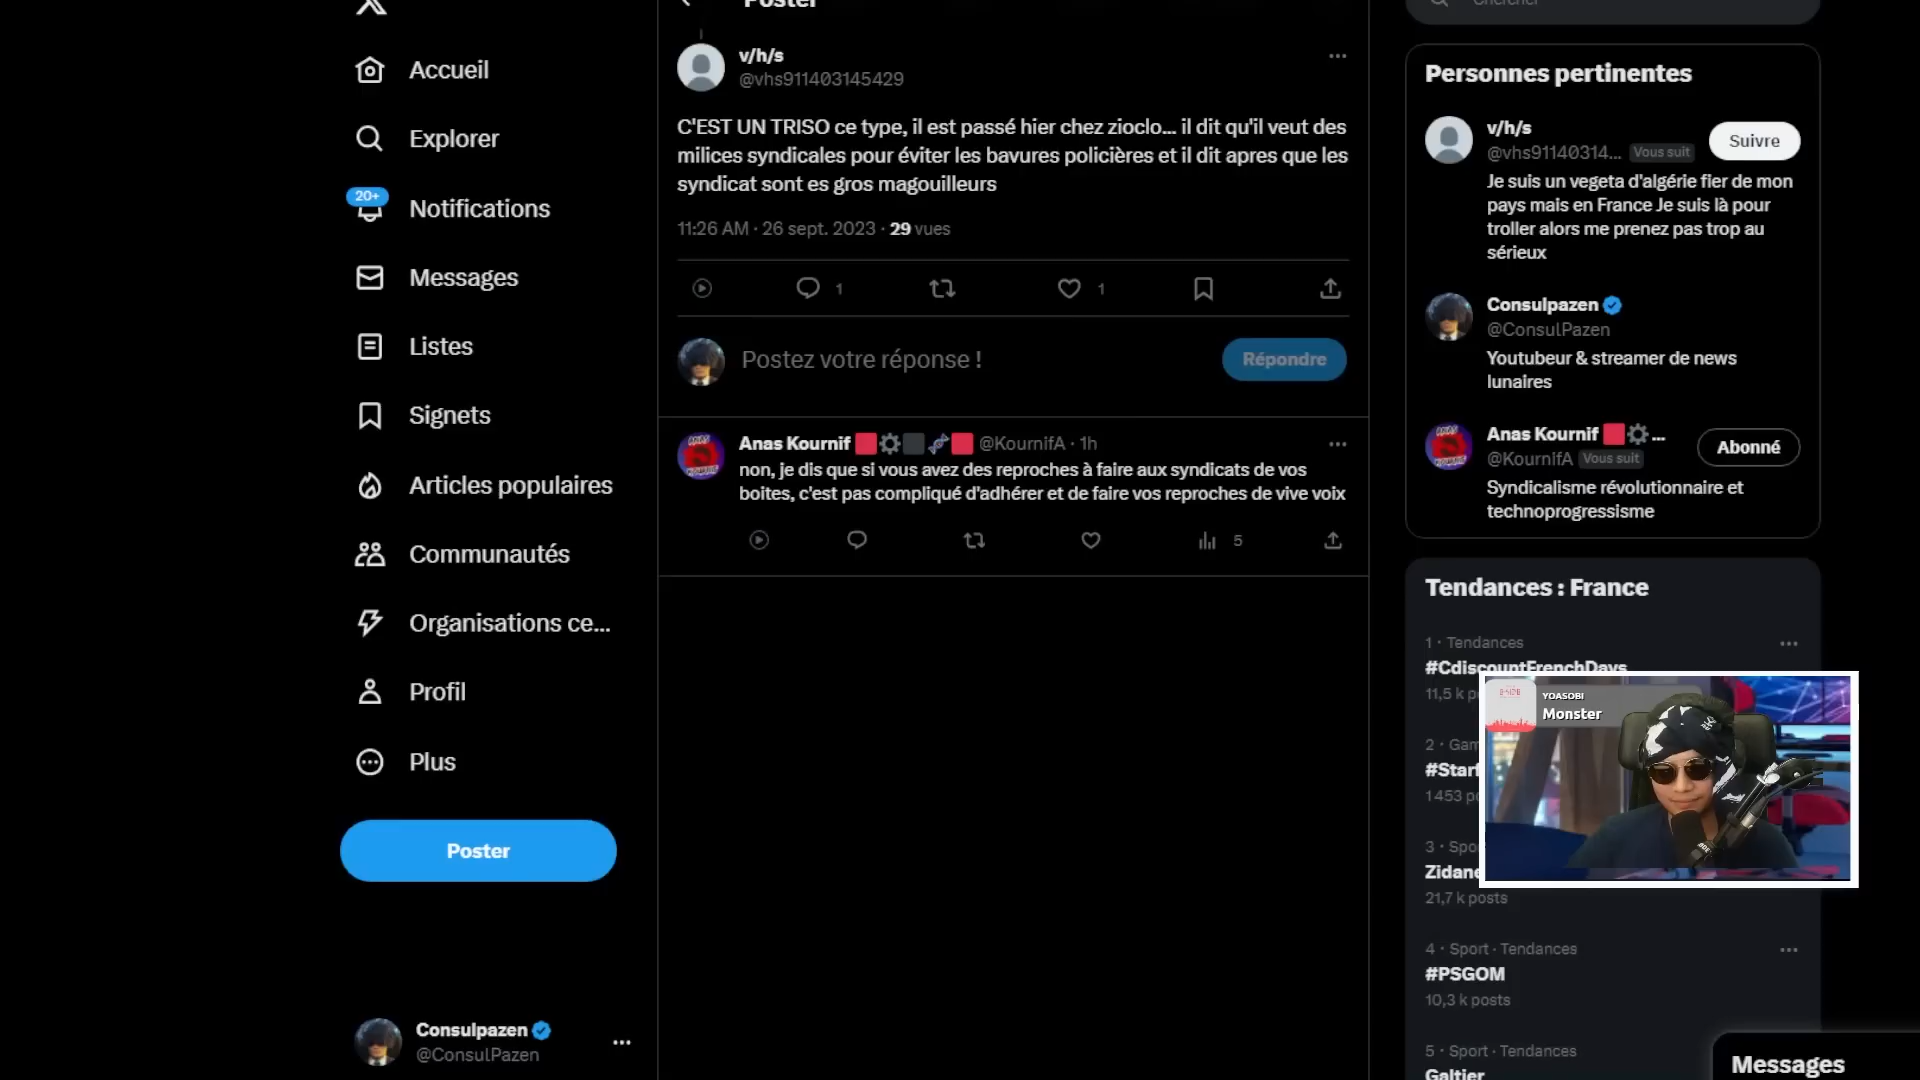 Poster
Chercher
Accueil
Explorer
20+
Notifications
Messages
Listes
Signets
Articles populaires
Communautés
Organisations ce...
Profil
Plus
Poster
Consulpazen
@ConsulPazen
v/h/s
@vhs911403145429
C'EST UN TRISO ce type, il est passé hier chez zioclo... il dit qu'il veut des
milices syndicales pour éviter les bavures policières et il dit apres que les
syndicat sont es gros magouilleurs
11:26 AM · 26 sept. 2023 · 29 vues
1
1
Postez votre réponse !
Répondre
Anas Kournif @KournifA · 1h
non, je dis que si vous avez des reproches à faire aux syndicats de vos
boites, c'est pas compliqué d'adhérer et de faire vos reproches de vive voix
5
Personnes pertinentes
v/h/s
@vhs91140314... Vous suit
Suivre
Je suis un vegeta d'algérie fier de mon
pays mais en France Je suis là pour
troller alors me prenez pas trop au
sérieux
Consulpazen
@ConsulPazen
Youtubeur & streamer de news
lunaires
Anas Kournif ...
@KournifA Vous suit
Abonné
Syndicalisme révolutionnaire et
technoprogressisme
Tendances : France
1 · Tendances
#CdiscountFrenchDays
11,5 k
2 ·
1 453
3 ·
Zidane
21,7 k posts
4 · Sport · Tendances
#PSGOM
10,3 k posts
5 · Sport · Tendances
Galtier
YOASOBI
Monster
Messages